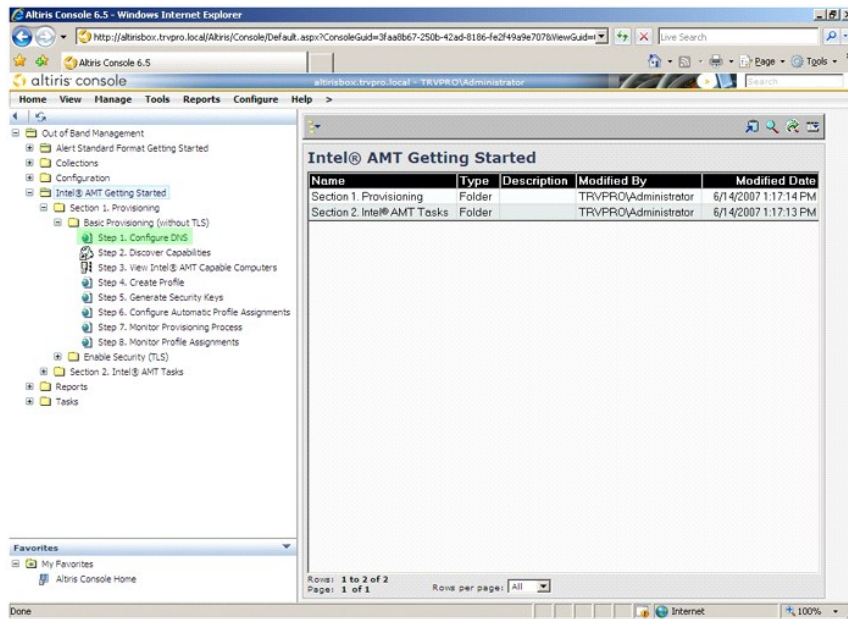 Altiris Console 6.5 - Windows Internet Explorer
http://altirisbox.trvpro.local/Altiris/Console/Default.aspx?ConsoleGuid=3faa8b67-250b-42ad-8186-fe2f49a9e707&ViewGuid=
Live Search
Altiris Console 6.5
Page
Tools
altiris console
altirisbox.trvpro.local - TRVPRO\Administrator
Search
Home View Manage Tools Reports Configure Help >
Out of Band Management
Alert Standard Format Getting Started
Collections
Configuration
Intel® AMT Getting Started
Section 1. Provisioning
Basic Provisioning (without TLS)
Step 1. Configure DNS
Step 2. Discover Capabilities
Step 3. View Intel® AMT Capable Computers
Step 4. Create Profile
Step 5. Generate Security Keys
Step 6. Configure Automatic Profile Assignments
Step 7. Monitor Provisioning Process
Step 8. Monitor Profile Assignments
Enable Security (TLS)
Section 2. Intel® AMT Tasks
Reports
Tasks
Intel® AMT Getting Started
Name Type Description Modified By Modified Date
Section 1. Provisioning Folder TRVPRO\Administrator 6/14/2007 1:17:14 PM
Section 2. Intel® AMT Tasks Folder TRVPRO\Administrator 6/14/2007 1:17:13 PM
Favorites
My Favorites
Altiris Console Home
Rows: 1 to 2 of 2
Page: 1 of 1
Rows per page: All
Done
Internet
100%